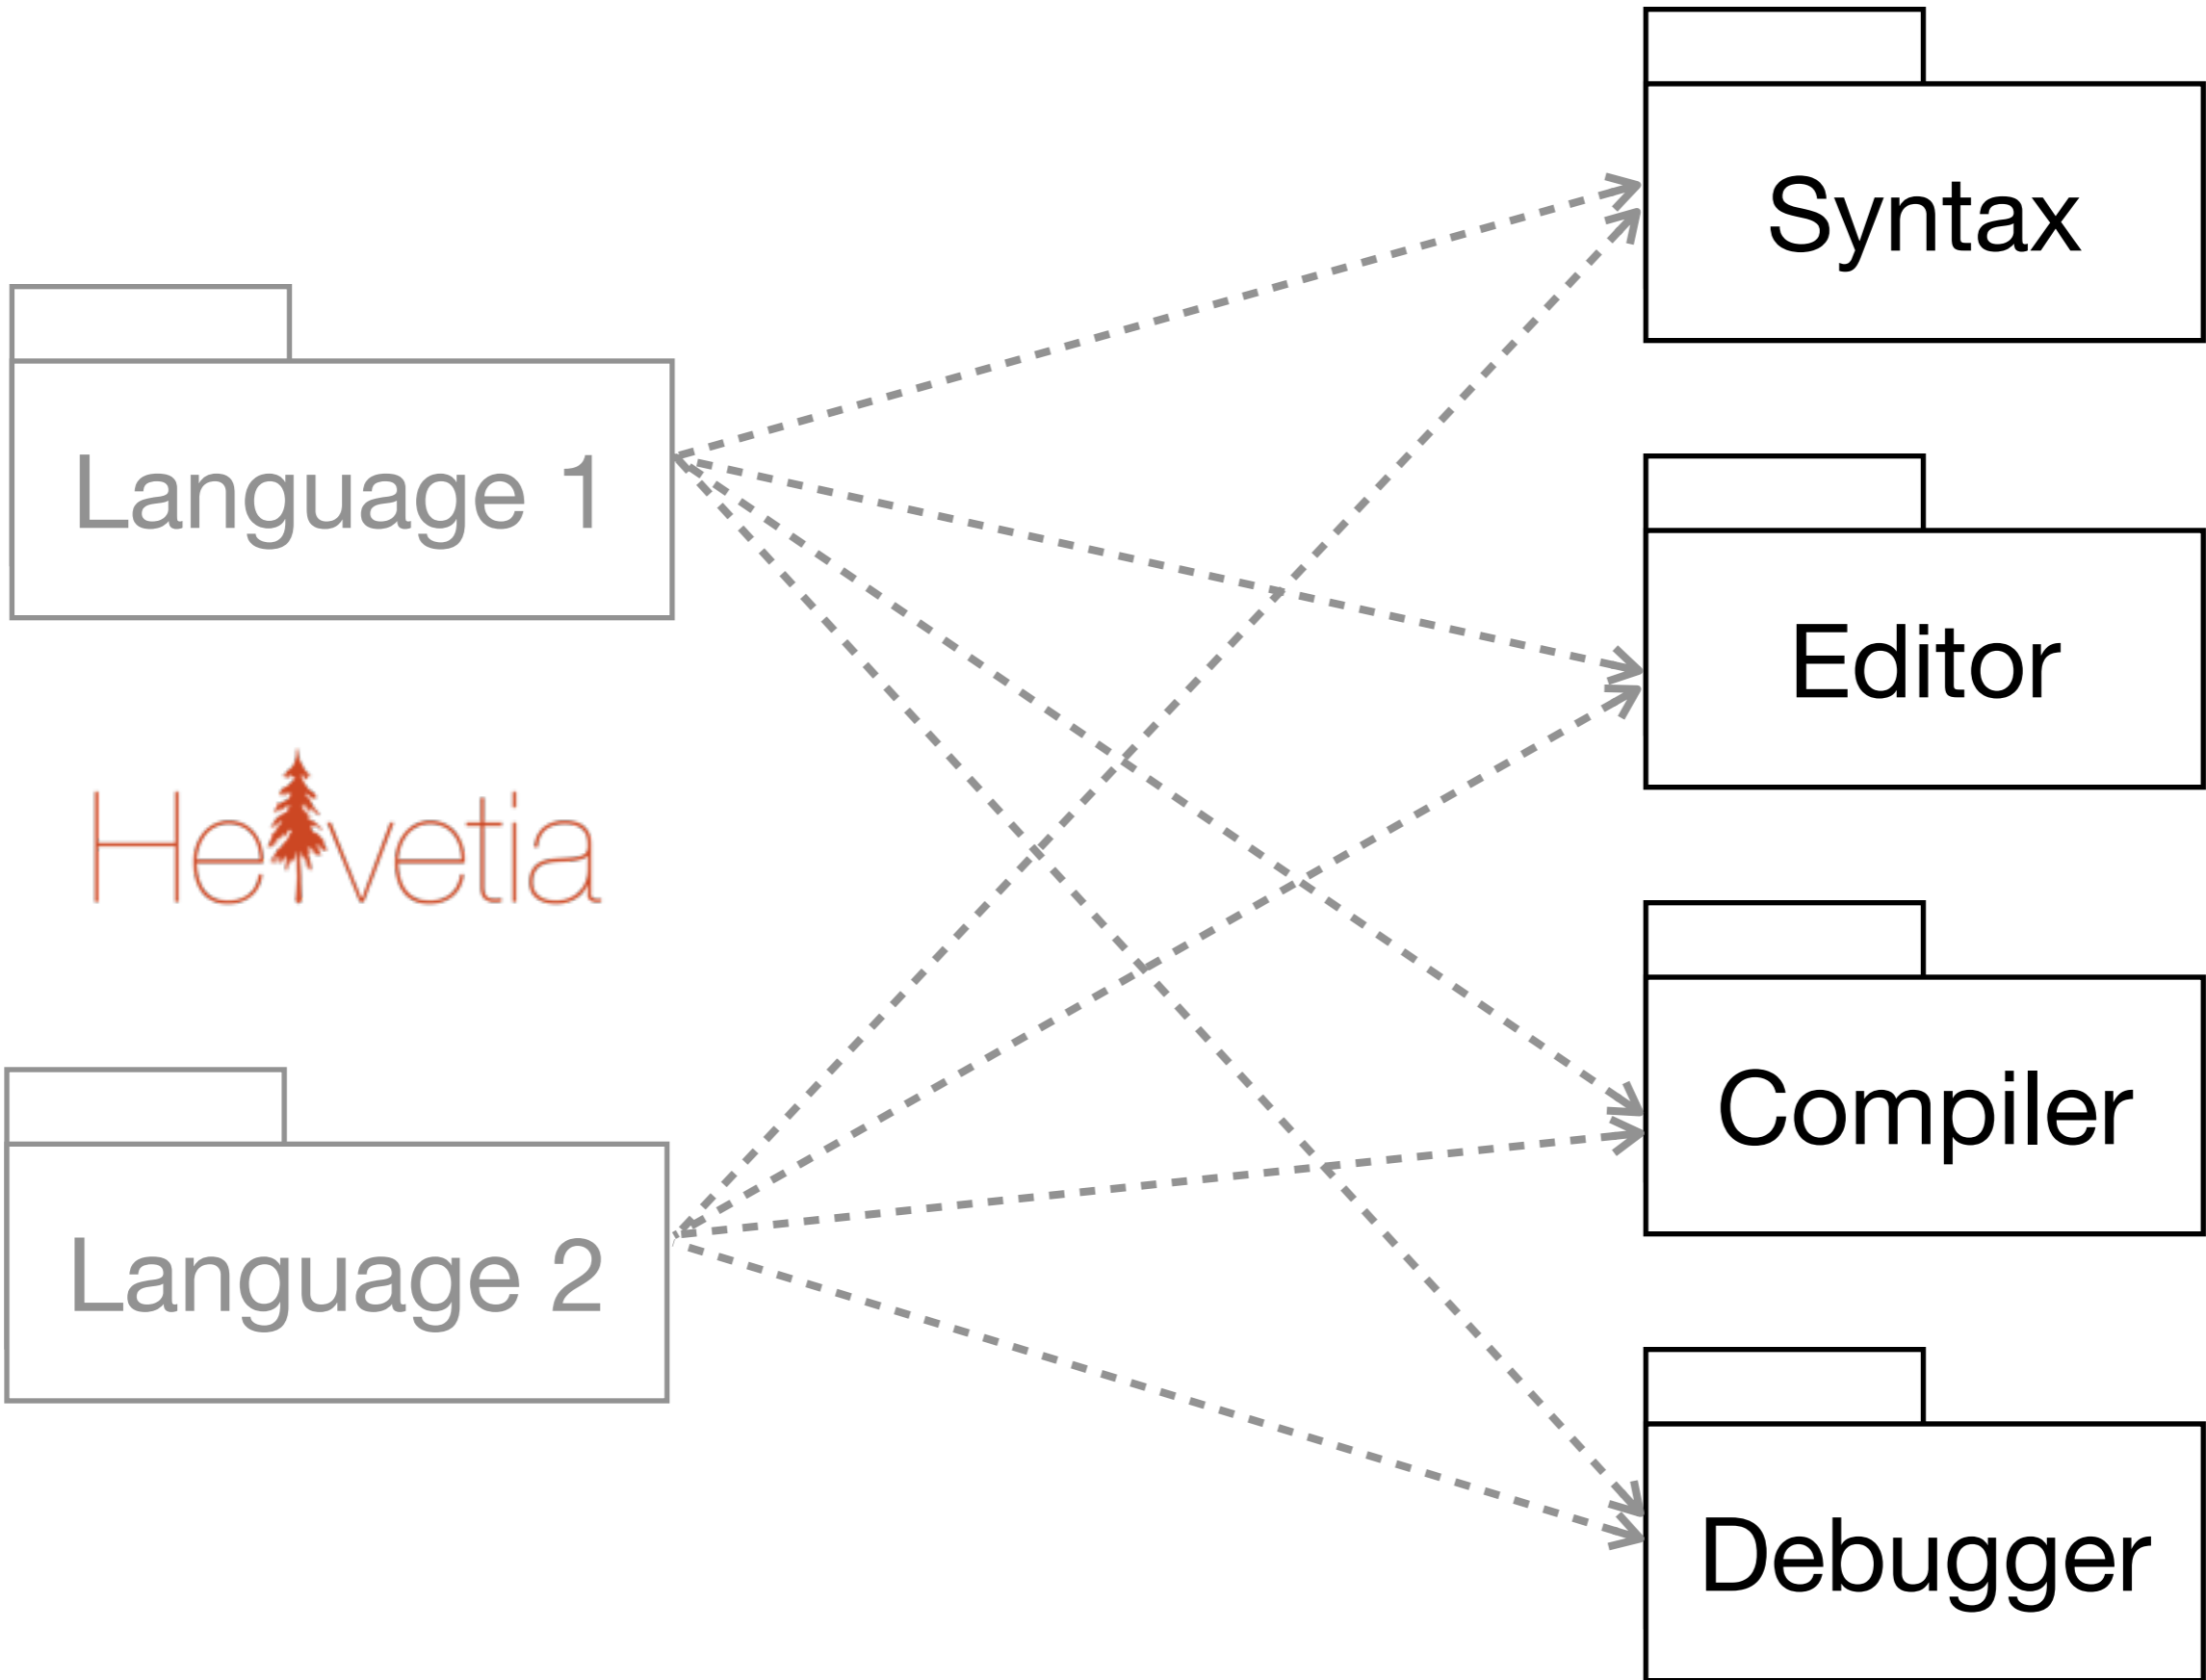 Syntax
Language 1
Editor
Helvetia
Compiler
Language 2
Debugger